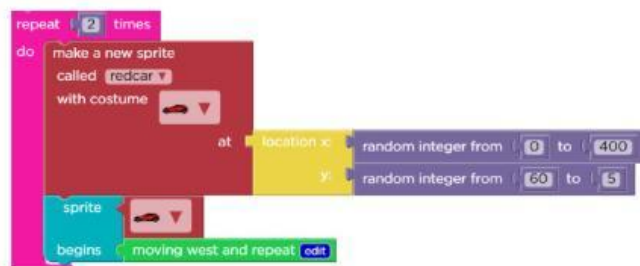 repeat 2 times
do make a new sprite
called redcar
with costume
at location x: random integer from 0 to 400
y: random integer from 60 to 5
sprite
begins moving west and repeat edit